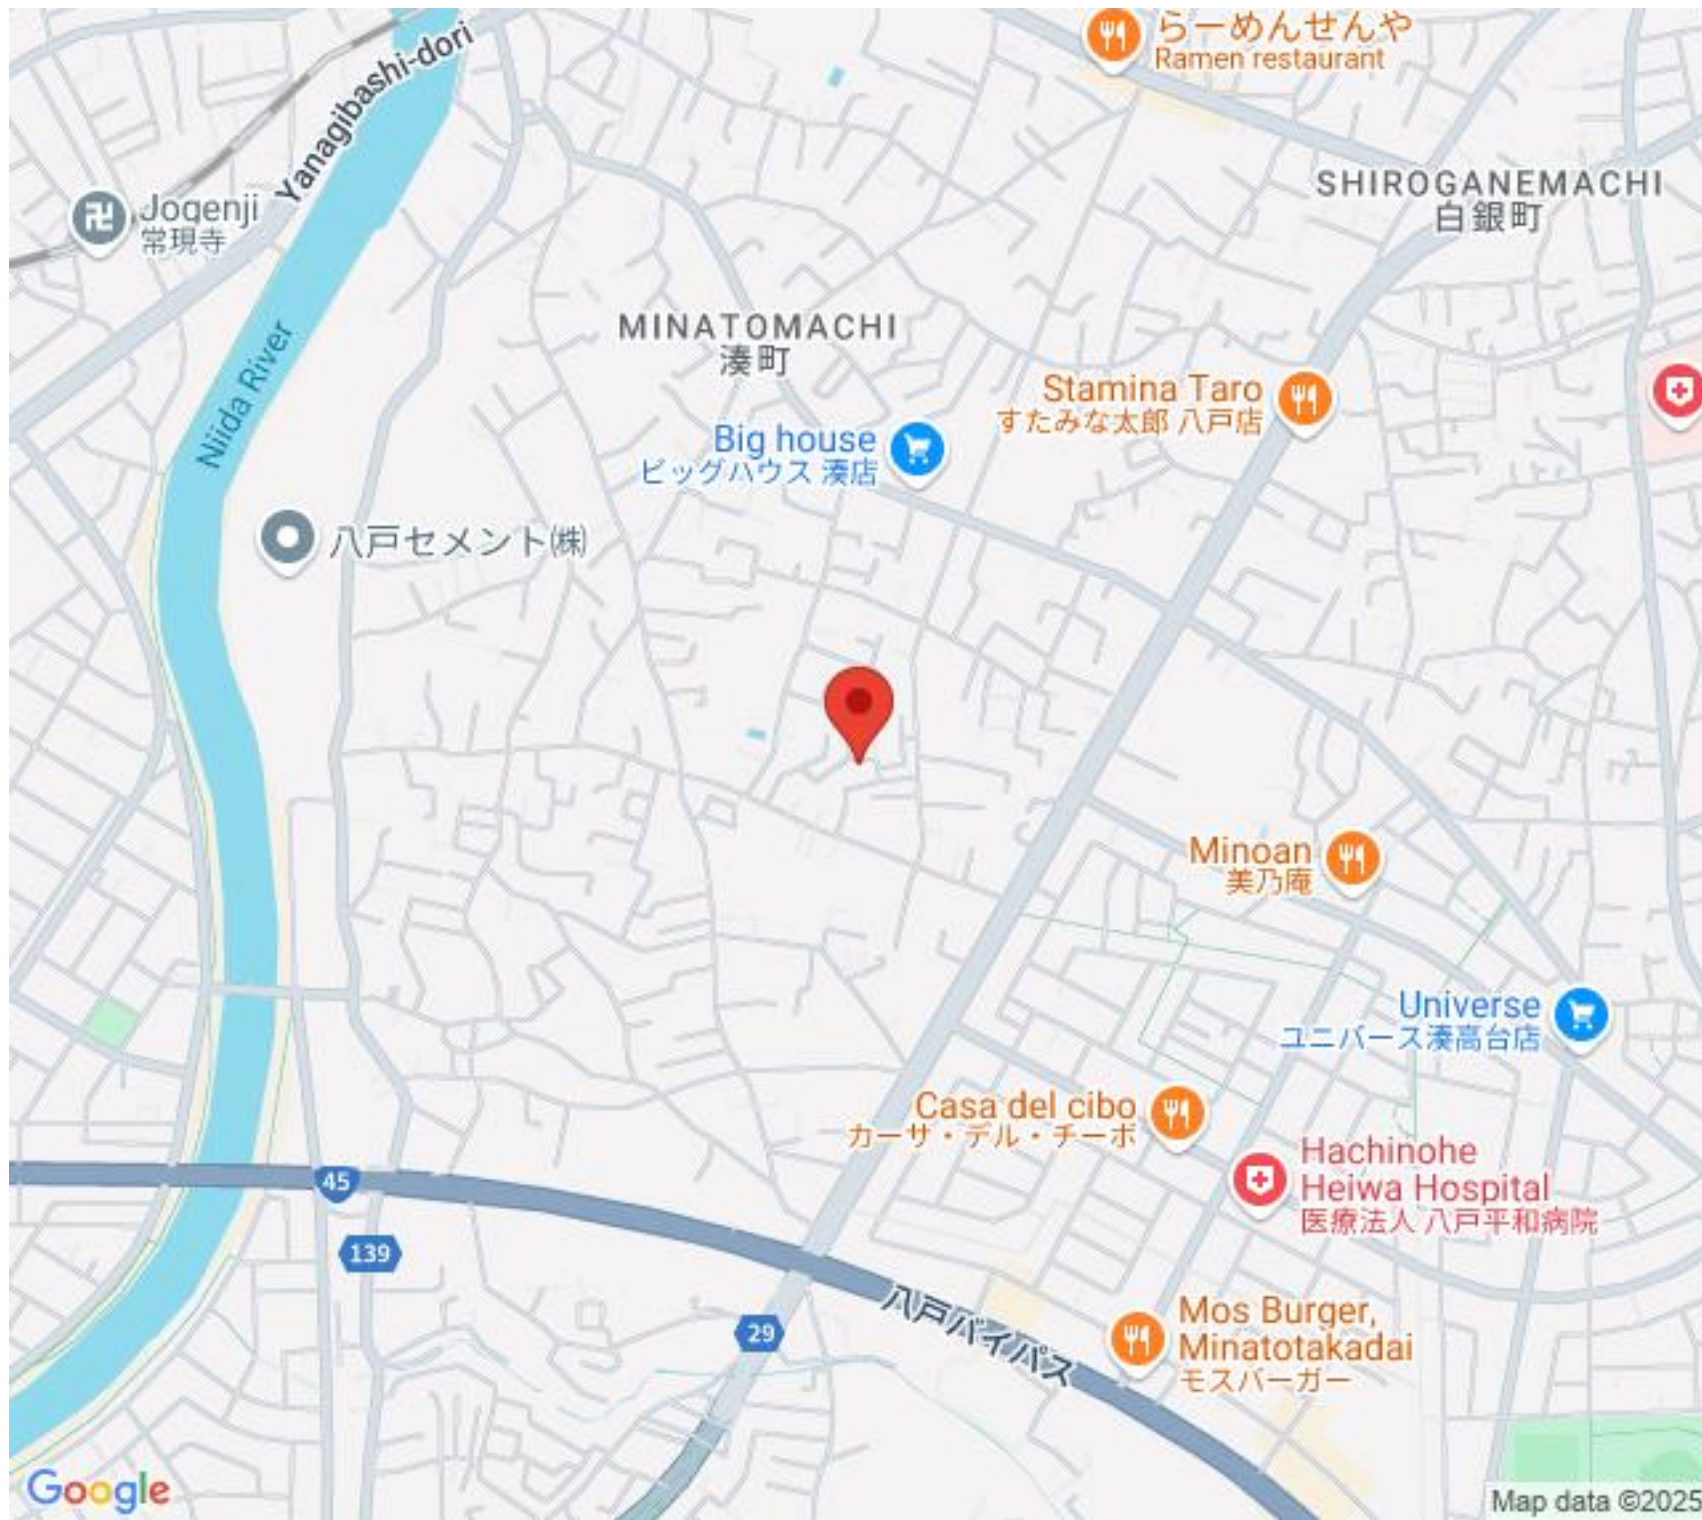 らーめんせんや
Ramen restaurant
Yanagibashi-dori
SHIROGANEMACHI
白銀町
Jogenji
常現寺
MINATOMACHI
湊町
Niida River
Stamina Taro
すたみな太郎 八戸店
Big house
ビッグハウス 湊店
八戸セメント㈱
Minoan
美乃庵
Universe
ユニバース湊高台店
Casa del cibo
カーサ・デル・チーボ
Hachinohe
Heiwa Hospital
医療法人 八戸平和病院
45
139
29
八戸バイパス
Mos Burger,
Minatotakadai
モスバーガー
Google
Map data ©2025